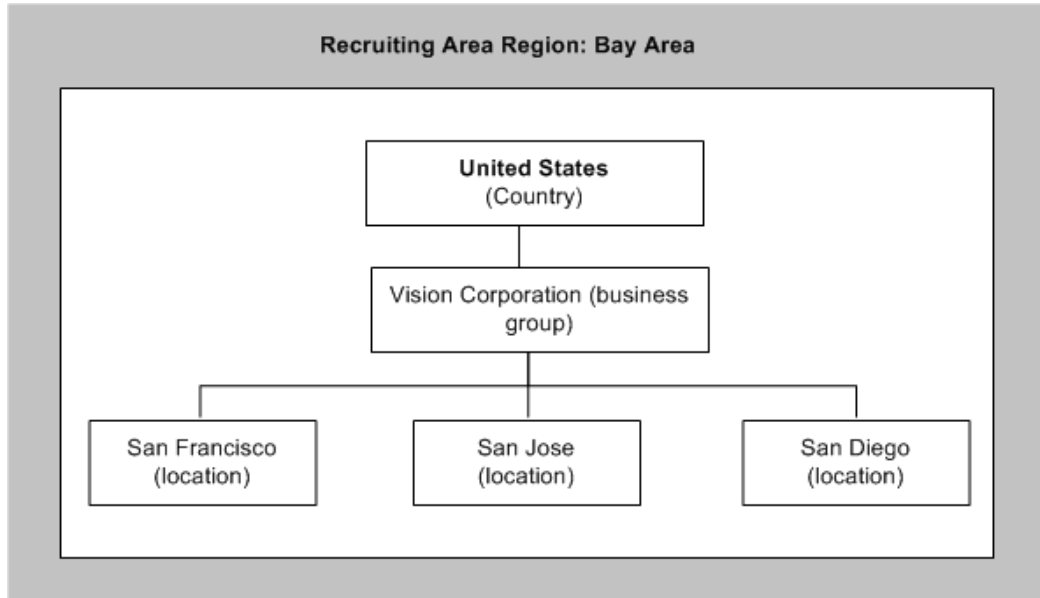 Recruiting Area Region: Bay Area
United States
(Country)
Vision Corporation (business
group)
San Francisco
(location)
San Jose
(location)
San Diego
(location)